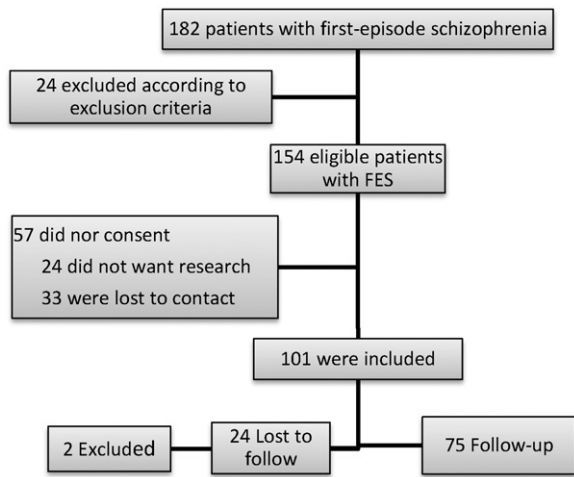 182 patients with first-episode schizophrenia
24 excluded according to
exclusion criteria
154 eligible patients
with FES
57 did nor consent
24 did not want research
33 were lost to contact
101 were included
2 Excluded
24 Lost to
follow
75 Follow-up